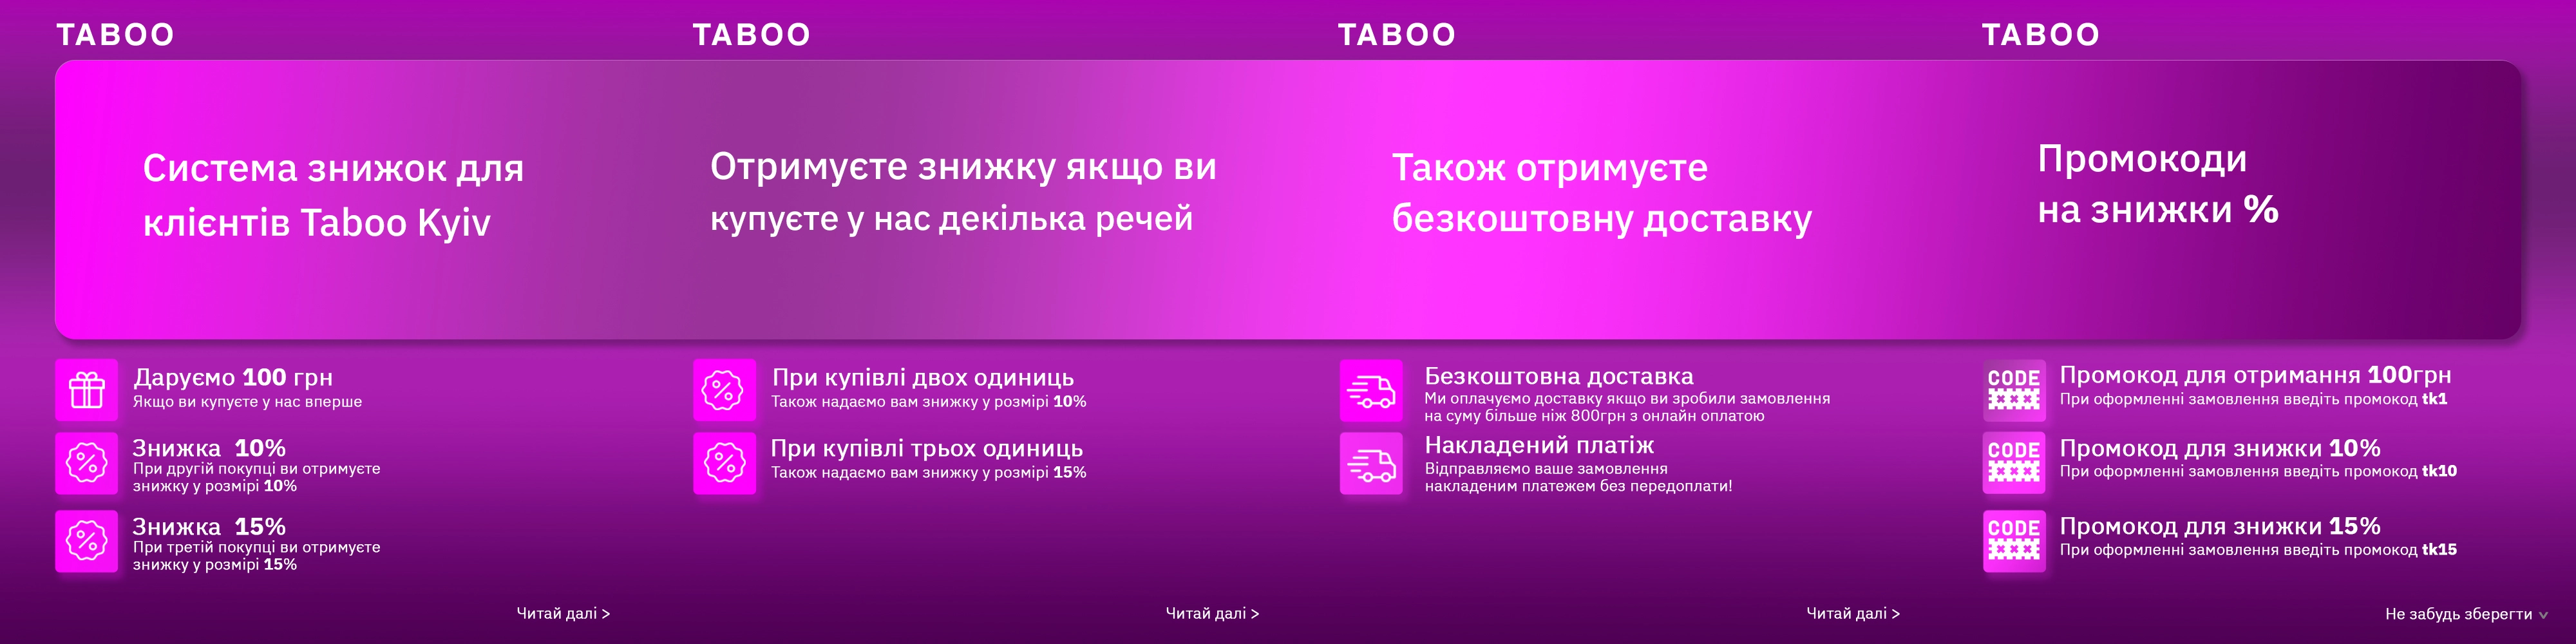 TABOO
Система знижок для
клієнтів Taboo Kyiv
Даруємо 100 грн
Якщо ви купуєте у нас вперше
Знижка 10%
При другій покупці ви отримуєте
знижку у розмірі 10%
Знижка 15%
При третій покупці ви отримуєте
знижку у розмірі 15%
Читай далі >
TABOO
Отримуєте знижку якщо ви
купуєте у нас декілька речей
При купівлі двох одиниць
Також надаємо вам знижку у розмірі 10%
При купівлі трьох одиниць
Також надаємо вам знижку у розмірі 15%
Читай далі >
TABOO
Також отримуєте
безкоштовну доставку
Безкоштовна доставка
Ми оплачуємо доставку якщо ви зробили замовлення
на суму більше ніж 800грн з онлайн оплатою
Накладений платіж
Відправляємо ваше замовлення
накладеним платежем без передоплати!
Читай далі >
TABOO
Промокоди
на знижки %
CODE
Промокод для отримання 100грн
При оформленні замовлення введіть промокод tk1
CODE
Промокод для знижки 10%
При оформленні замовлення введіть промокод tk10
CODE
Промокод для знижки 15%
При оформленні замовлення введіть промокод tk15
Не забудь зберегти